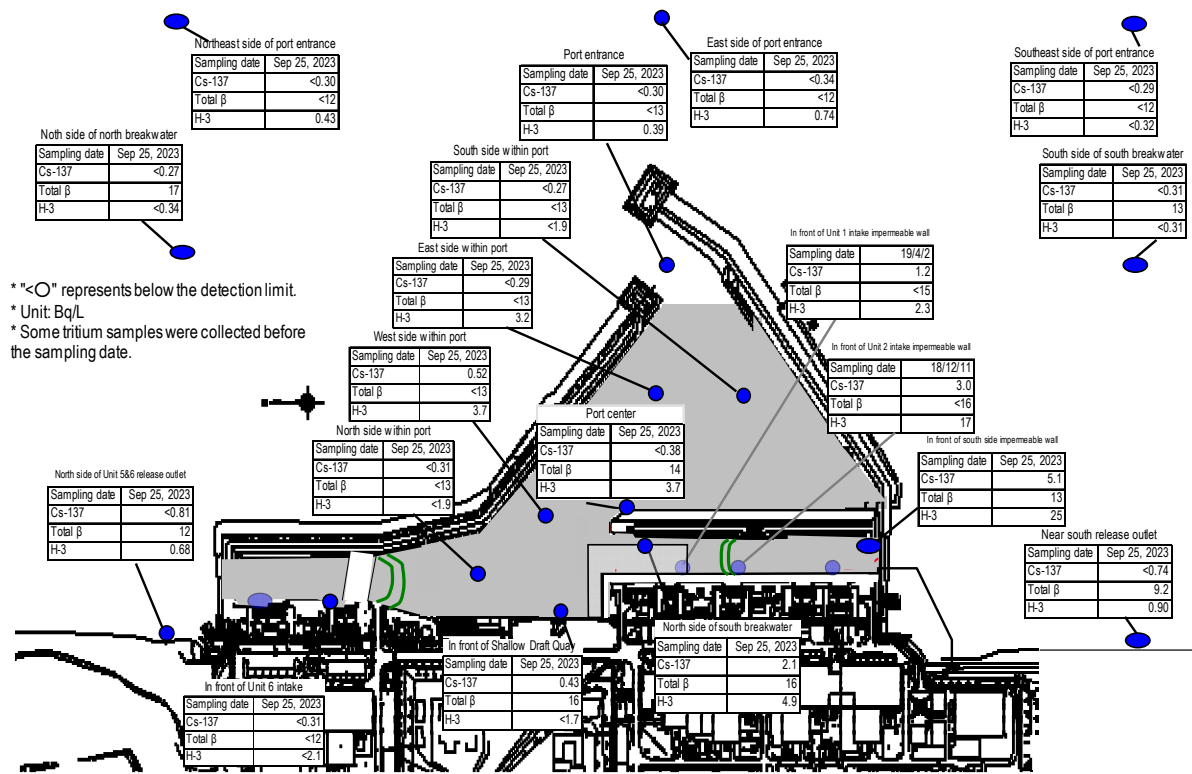 Northeast side of port entrance
Sampling date Sep 25, 2023
Cs-137 <0.30
Total β <12
H-3 0.43
Port entrance
Sampling date Sep 25, 2023
Cs-137 <0.30
Total β <13
H-3 0.39
East side of port entrance
Sampling date Sep 25, 2023
Cs-137 <0.34
Total β <12
H-3 0.74
Southeast side of port entrance
Sampling date Sep 25, 2023
Cs-137 <0.29
Total β <12
H-3 <0.32
Noth side of north breakwater
Sampling date Sep 25, 2023
Cs-137 <0.27
Total β 17
H-3 <0.34
South side within port
Sampling date Sep 25, 2023
Cs-137 <0.27
Total β <13
H-3 <1.9
South side of south breakwater
Sampling date Sep 25, 2023
Cs-137 <0.31
Total β 13
H-3 <0.31
In front of Unit 1 intake impermeable wall
Sampling date 19/4/2
Cs-137 1.2
Total β <15
H-3 2.3
East side within port
Sampling date Sep 25, 2023
Cs-137 <0.29
Total β <13
H-3 3.2
* "<〇" represents below the detection limit.
* Unit: Bq/L
* Some tritium samples were collected before
the sampling date.
West side within port
Sampling date Sep 25, 2023
Cs-137 0.52
Total β <13
H-3 3.7
In front of Unit 2 intake impermeable wall
Sampling date 18/12/11
Cs-137 3.0
Total β <16
H-3 17
Port center
Sampling date Sep 25, 2023
Cs-137 <0.38
Total β 14
H-3 3.7
North side within port
Sampling date Sep 25, 2023
Cs-137 <0.31
Total β <13
H-3 <1.9
In front of south side impermeable wall
Sampling date Sep 25, 2023
Cs-137 5.1
Total β 13
H-3 25
North side of Unit 5&6 release outlet
Sampling date Sep 25, 2023
Cs-137 <0.81
Total β 12
H-3 0.68
Near south release outlet
Sampling date Sep 25, 2023
Cs-137 <0.74
Total β 9.2
H-3 0.90
North side of south breakwater
Sampling date Sep 25, 2023
Cs-137 2.1
Total β 16
H-3 4.9
In front of Shallow Draft Quay
Sampling date Sep 25, 2023
Cs-137 0.43
Total β 16
H-3 <1.7
In front of Unit 6 intake
Sampling date Sep 25, 2023
Cs-137 <0.31
Total β <12
H-3 <2.1